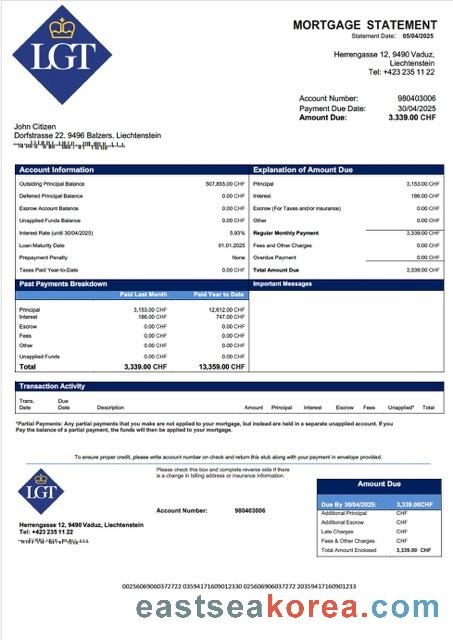 LGT
MORTGAGE STATEMENT
Statement Date: 05/04/2025
Herrengasse 12, 9490 Vaduz,
Liechtenstein
Tel: +423 235 11 22
Account Number: 980403006
Payment Due Date: 30/04/2025
Amount Due: 3.339.00 CHF
John Citizen
Dorfstrasse 22, 9496 Balzers, Liechtenstein
Account Information
Outsding Principal Balance 507,855.00 CHF
Deferred Principal Balance 0.00 CHF
Escrow Account Balance 0.00 CHF
Unapplied Funds Balance 0.00 CHF
Interest Rate (until 30/04/2025) 5.93%
Loan Maturity Date 01.01.2025
Prepayment Penalty None
Taxes Paid Year-to-Date 0.00 CHF
Explanation of Amount Due
Principal 3,153.00 CHF
Interest 186.00 CHF
Escrow (For Taxes and/or insurance) 0.00 CHF
Other 0.00 CHF
Regular Monthly Payment 3,339.00 CHF
Fees and Other Charges 0.00 CHF
Overdue Payment 0.00 CHF
Total Amount Due 3,339.00 CHF
Past Payments Breakdown
Paid Last Month Paid Year to Date
Principal 3,153.00 CHF 12,612.00 CHF
Interest 186.00 CHF 747.00 CHF
Escrow 0.00 CHF 0.00 CHF
Fees 0.00 CHF 0.00 CHF
Other 0.00 CHF 0.00 CHF
Unapplied Funds 0.00 CHF 0.00 CHF
Total 3,339.00 CHF 13,359.00 CHF
Important Messages
Transaction Activity
Trans. Date Due Date Description Amount Principal Interest Escrow Fees Unapplied* Total
*Partial Payments: Any partial payments that you make are not applied to your mortgage, but instead are held in a separate unapplied account. If you
Pay the balance of a partial payment, the funds will then be applied to your mortgage.
To ensure proper credit, please write account number on check and return this stub along with your payment in envelope provided.
LGT
Please check this box and complete reverse side if there
is a change in billing address or insurance information.
Herrengasse 12, 9490 Vaduz, Liechtenstein
Tel: +423 235 11 22
Account Number: 980403006
Amount Due
Due By 30/04/2025: 3,339.00CHF
Additional Principal CHF
Additional Escrow CHF
Late Charges CHF
Fees & Other Charges CHF
Total Amount Enclosed 3,339.00 CHF
00256069060372722 203594171609012330 025606906037272 20359417160901233
eastseakorea.com